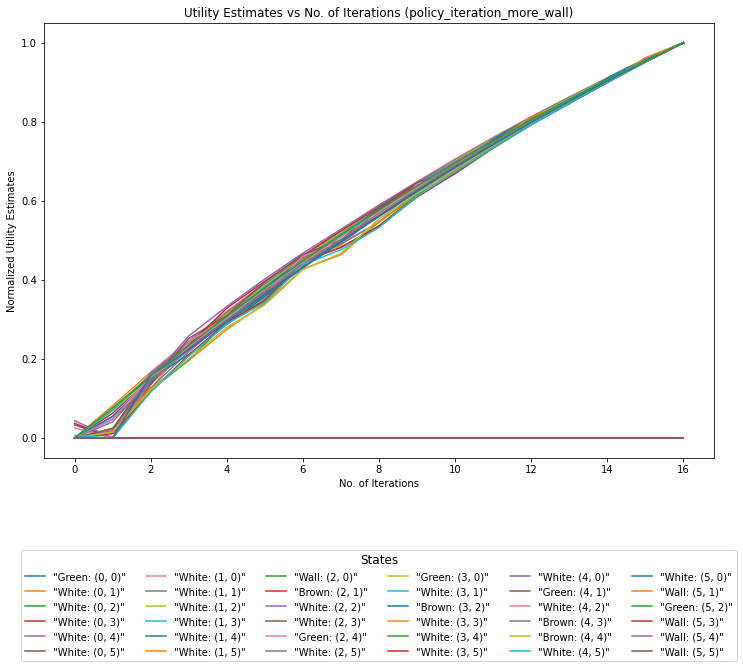 Utility Estimates vs No. of Iterations (policy_iteration_more_wall)
1.0
0.8
0.6
0.4
0.2
0.0
Normalized Utility Estimates
0 2 4 6 8 10 12 14 16
No. of Iterations
States
"Green: (0, 0)" "White: (1, 0)" "Wall: (2, 0)" "Green: (3, 0)" "White: (4, 0)" "White: (5, 0)"
"White: (0, 1)" "White: (1, 1)" "Brown: (2, 1)" "White: (3, 1)" "Green: (4, 1)" "Wall: (5, 1)"
"White: (0, 2)" "White: (1, 2)" "White: (2, 2)" "Brown: (3, 2)" "White: (4, 2)" "Green: (5, 2)"
"White: (0, 3)" "White: (1, 3)" "White: (2, 3)" "White: (3, 3)" "Brown: (4, 3)" "Wall: (5, 3)"
"White: (0, 4)" "White: (1, 4)" "Green: (2, 4)" "White: (3, 4)" "Brown: (4, 4)" "Wall: (5, 4)"
"White: (0, 5)" "White: (1, 5)" "White: (2, 5)" "White: (3, 5)" "White: (4, 5)" "Wall: (5, 5)"